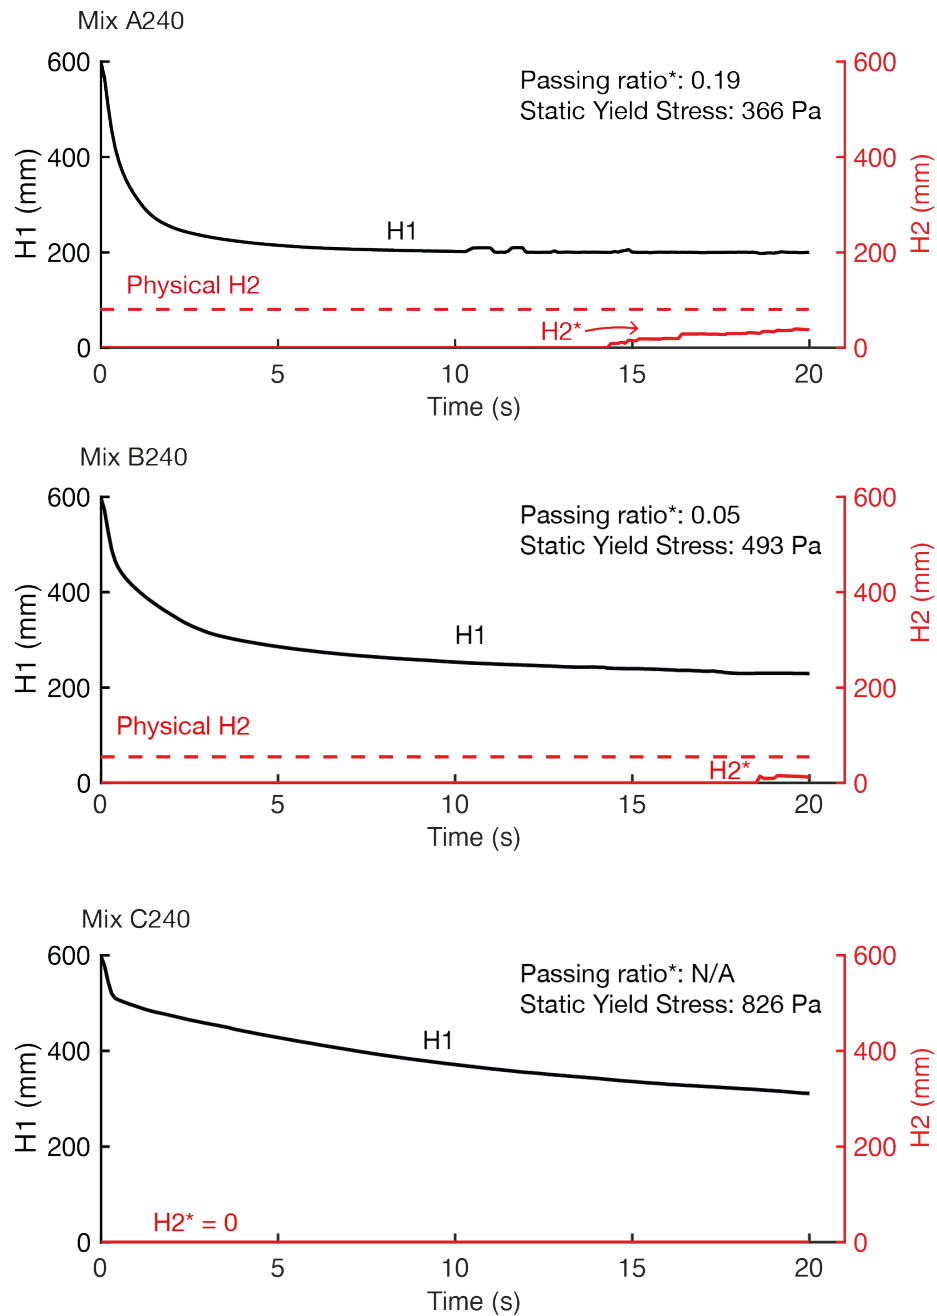 Mix A240
600
400
200
0
H1 (mm)
Passing ratio*: 0.19
Static Yield Stress: 366 Pa
H1
Physical H2
H2*
600
400
200
0
H2 (mm)
0 5 10 15 20
Time (s)
Mix B240
600
400
200
0
H1 (mm)
Passing ratio*: 0.05
Static Yield Stress: 493 Pa
H1
Physical H2
H2*
600
400
200
0
H2 (mm)
0 5 10 15 20
Time (s)
Mix C240
600
400
200
0
H1 (mm)
Passing ratio*: N/A
Static Yield Stress: 826 Pa
H1
H2* = 0
600
400
200
0
H2 (mm)
0 5 10 15 20
Time (s)